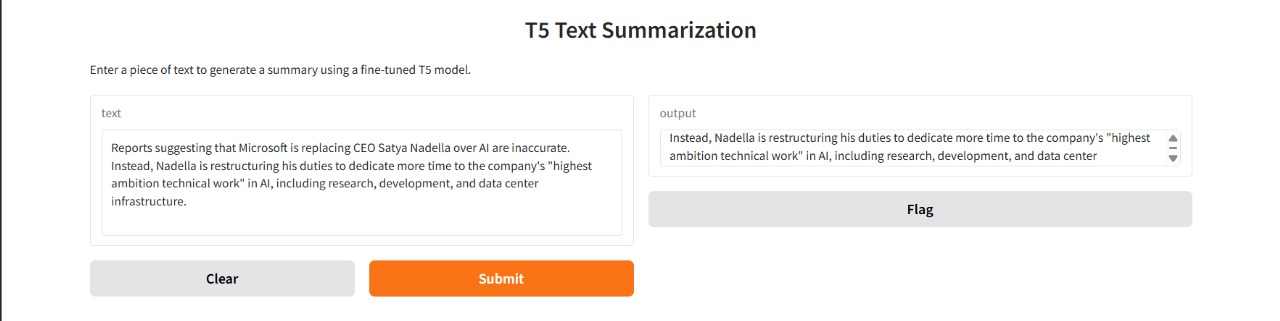 T5 Text Summarization
Enter a piece of text to generate a summary using a fine-tuned T5 model.
text
Reports suggesting that Microsoft is replacing CEO Satya Nadella over AI are inaccurate.
Instead, Nadella is restructuring his duties to dedicate more time to the company's "highest
ambition technical work" in AI, including research, development, and data center
infrastructure.
Clear
Submit
output
Instead, Nadella is restructuring his duties to dedicate more time to the company's "highest
ambition technical work" in AI, including research, development, and data center
Flag